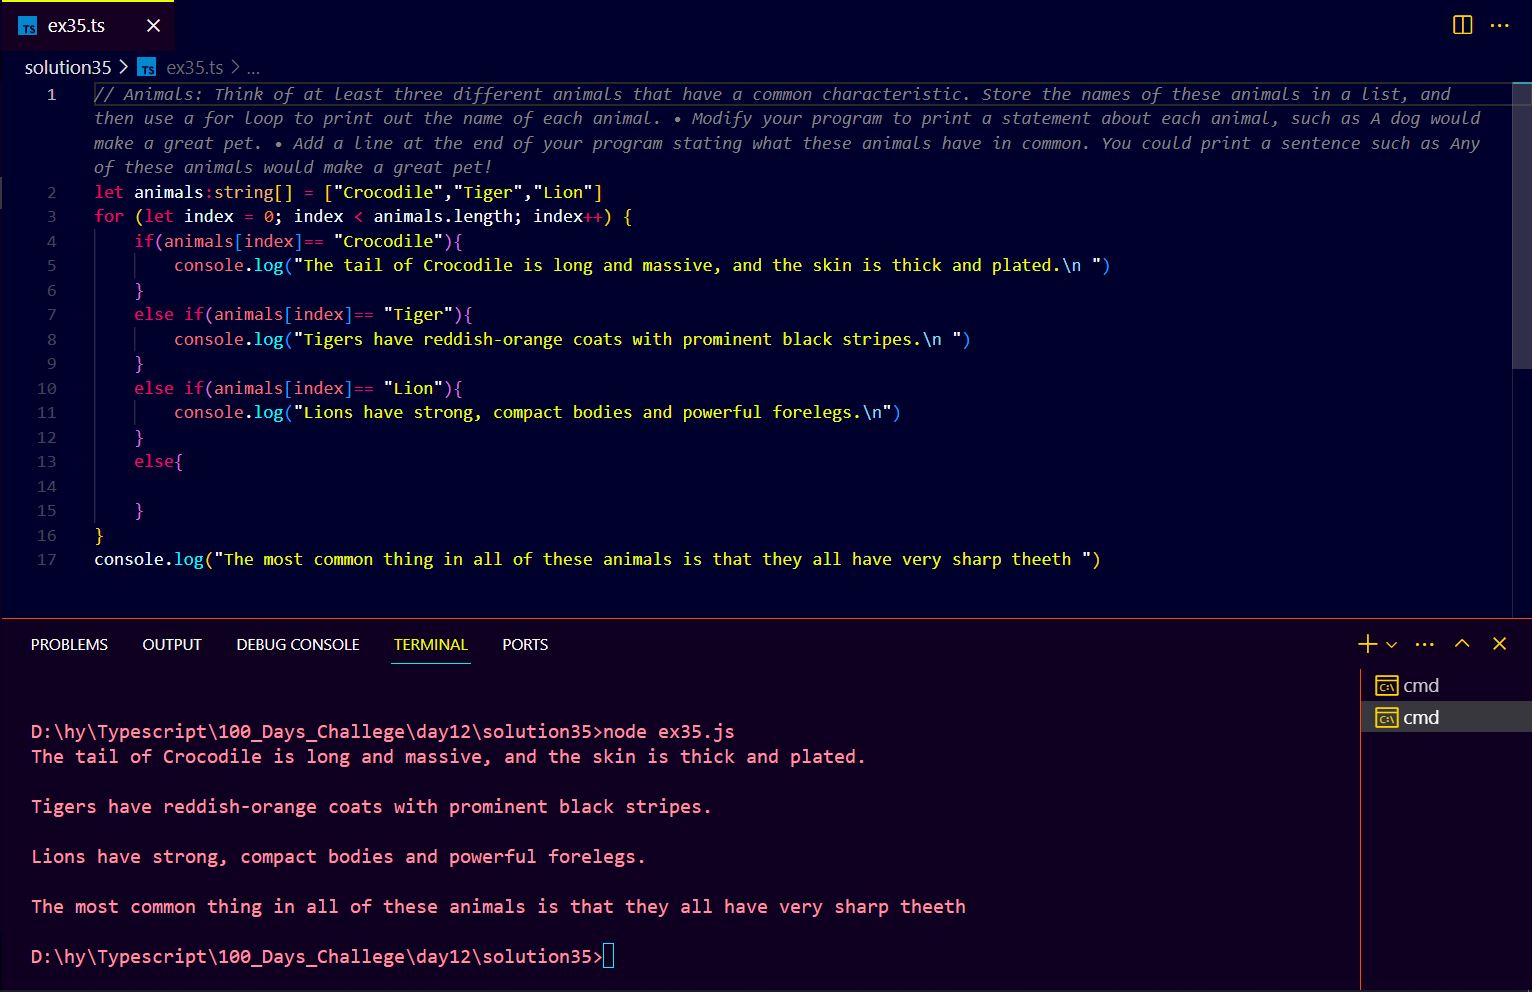 TS ex35.ts
solution35 > TS ex35.ts > ...
1 // Animals: Think of at least three different animals that have a common characteristic. Store the names of these animals in a list, and
then use a for loop to print out the name of each animal. • Modify your program to print a statement about each animal, such as A dog would
make a great pet. • Add a line at the end of your program stating what these animals have in common. You could print a sentence such as Any
of these animals would make a great pet!
2 let animals:string[] = ["Crocodile","Tiger","Lion"]
3 for (let index = 0; index < animals.length; index++) {
4 if(animals[index]== "Crocodile"){
5 console.log("The tail of Crocodile is long and massive, and the skin is thick and plated.\n ")
6 }
7 else if(animals[index]== "Tiger"){
8 console.log("Tigers have reddish-orange coats with prominent black stripes.\n ")
9 }
10 else if(animals[index]== "Lion"){
11 console.log("Lions have strong, compact bodies and powerful forelegs.\n")
12 }
13 else{
14
15 }
16 }
17 console.log("The most common thing in all of these animals is that they all have very sharp theeth ")
PROBLEMS OUTPUT DEBUG CONSOLE TERMINAL PORTS
cmd
cmd
D:\hy\Typescript\100_Days_Challege\day12\solution35>node ex35.js
The tail of Crocodile is long and massive, and the skin is thick and plated.
Tigers have reddish-orange coats with prominent black stripes.
Lions have strong, compact bodies and powerful forelegs.
The most common thing in all of these animals is that they all have very sharp theeth
D:\hy\Typescript\100_Days_Challege\day12\solution35>